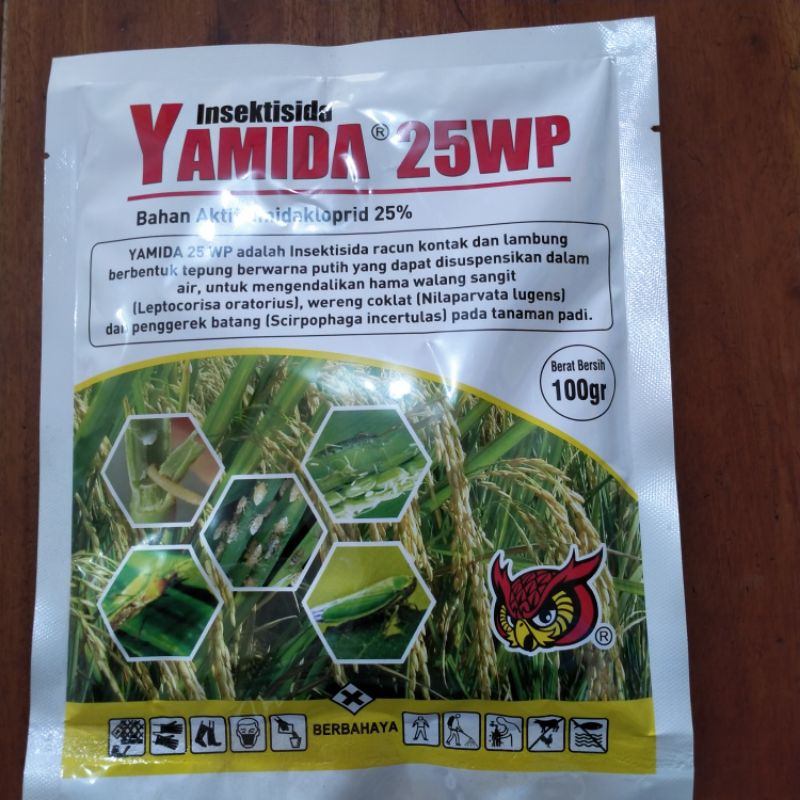 Insektisida
YAMIDA® 25WP
Bahan Aktif Imidakloprid 25%
YAMIDA 25 WP adalah Insektisida racun kontak dan lambung
berbentuk tepung berwarna putih yang dapat disuspensikan dalam
air, untuk mengendalikan hama walang sangit
(Leptocorisa oratorius), wereng coklat (Nilaparvata lugens)
dan penggerek batang (Scirpophaga incertulas) pada tanaman padi.
Berat Bersih
100gr
®
BERBAHAYA